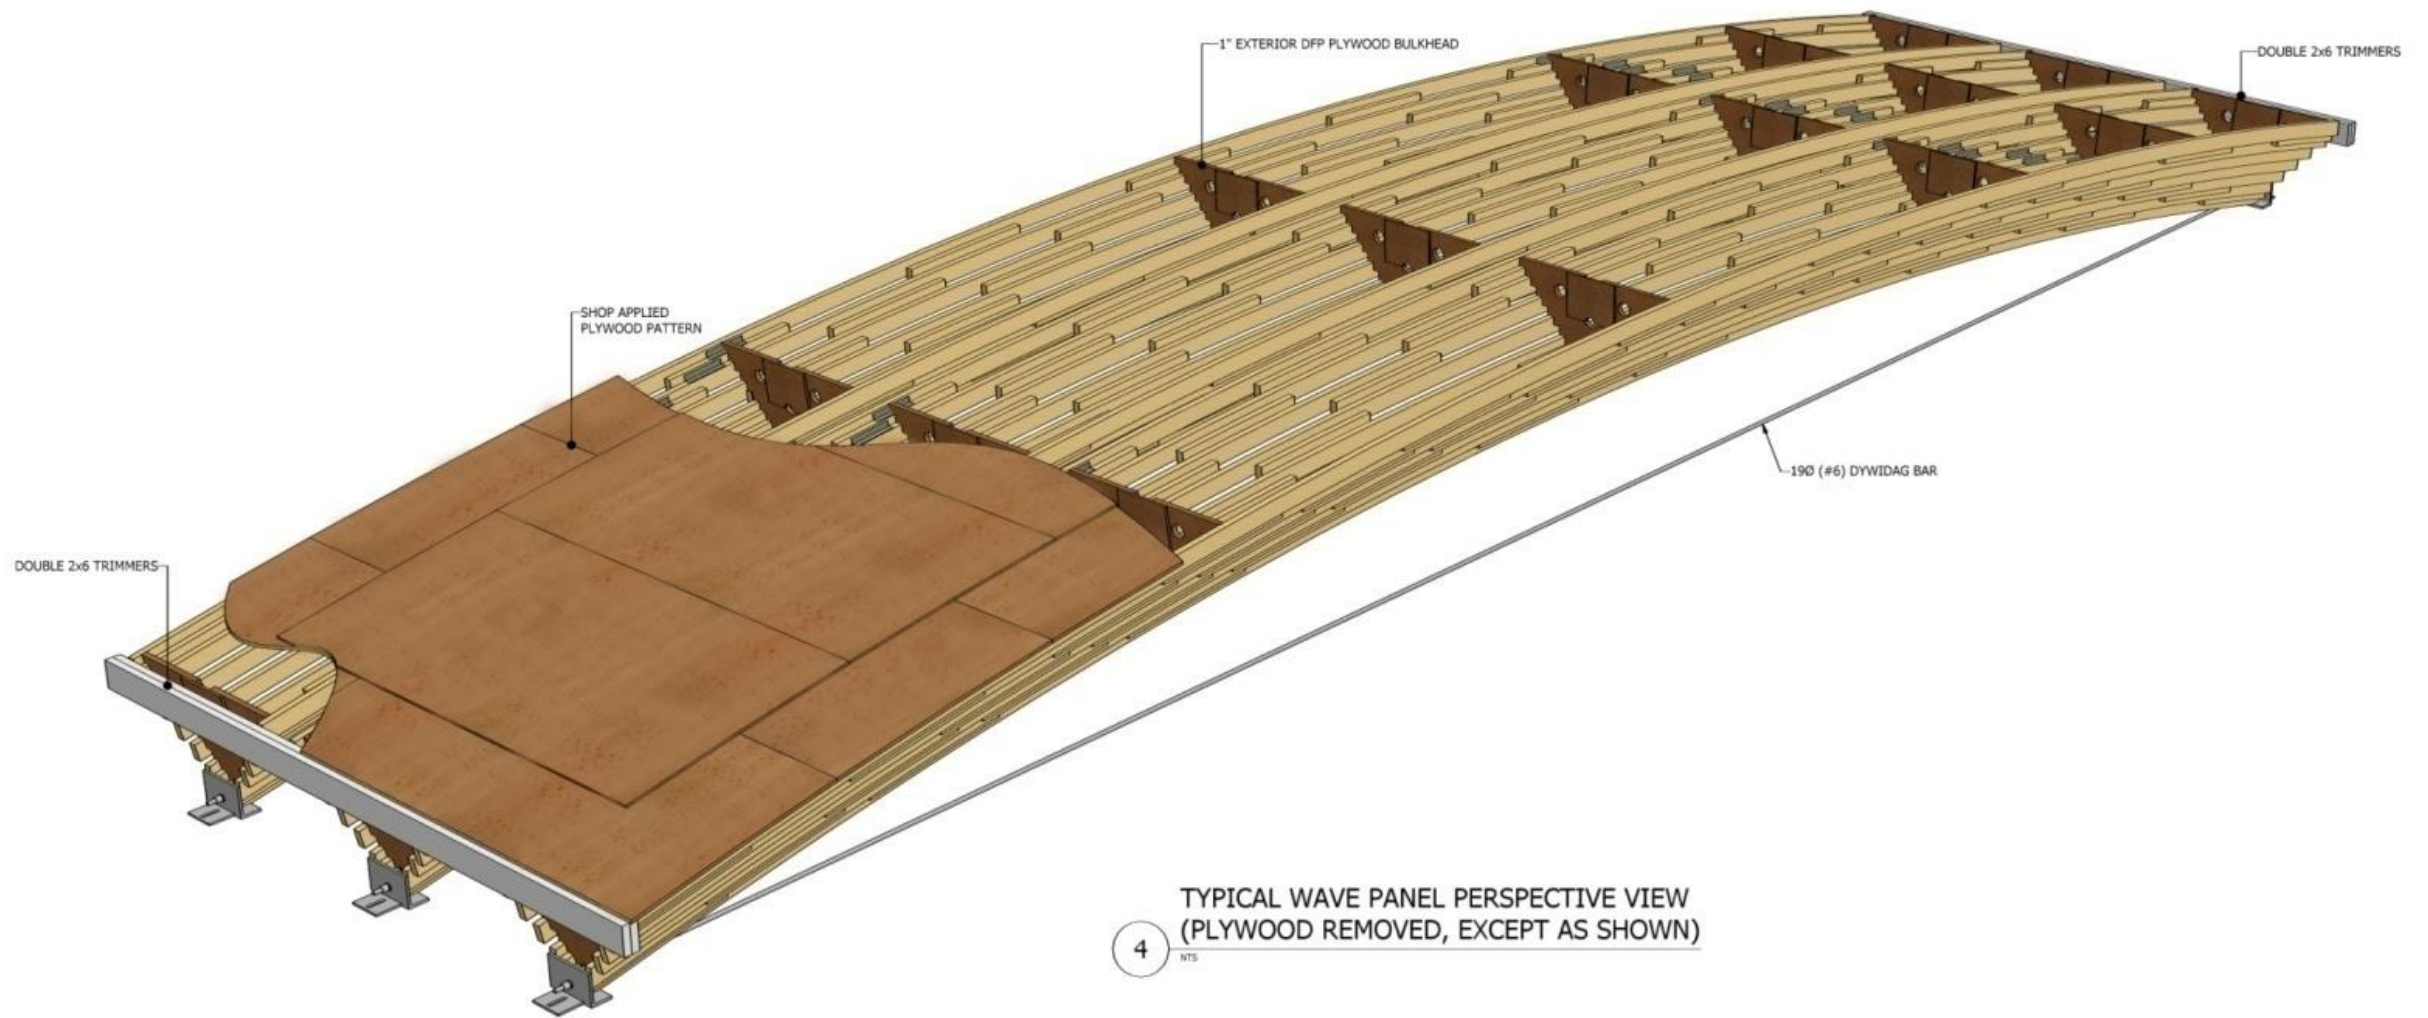 1" EXTERIOR DFP PLYWOOD BULKHEAD
DOUBLE 2x6 TRIMMERS
SHOP APPLIED
PLYWOOD PATTERN
19Ø (#6) DYWIDAG BAR
DOUBLE 2x6 TRIMMERS
TYPICAL WAVE PANEL PERSPECTIVE VIEW
(PLYWOOD REMOVED, EXCEPT AS SHOWN)
4
NTS